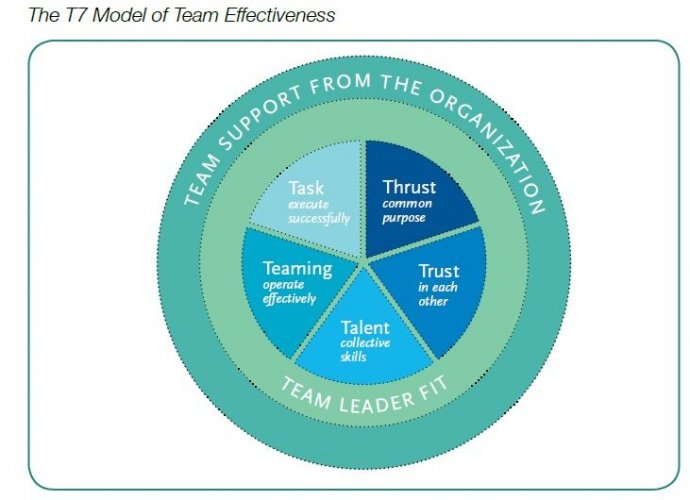 The T7 Model of Team Effectiveness
TEAM SUPPORT FROM THE ORGANIZATION
Task
execute
successfully
Thrust
common
purpose
Teaming
operate
effectively
Trust
in each
other
Talent
collective
skills
TEAM LEADER FIT